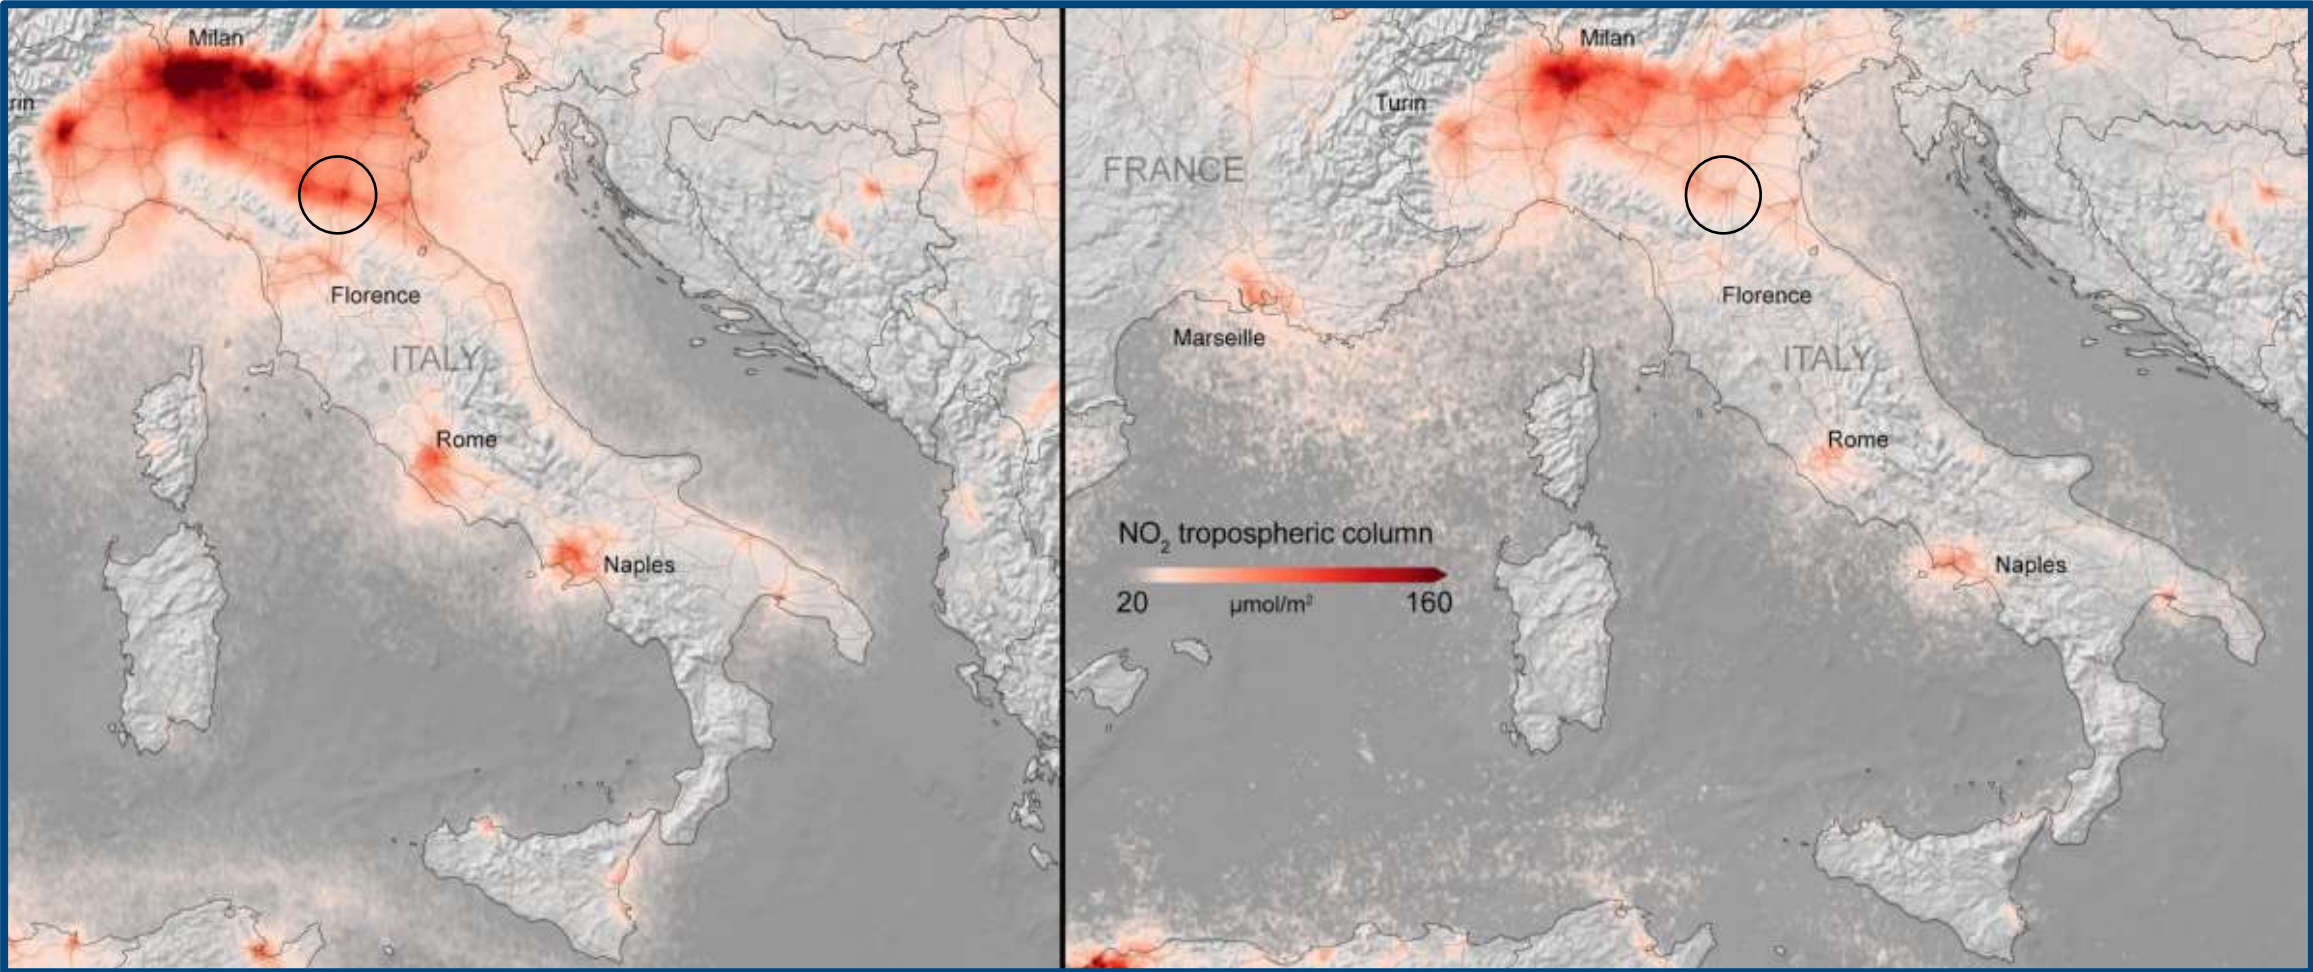 Milan
rin
Florence
ITALY
Rome
Naples
Milan
Turin
FRANCE
Florence
Marseille
ITALY
Rome
NO₂ tropospheric column
20 μmol/m² 160
Naples